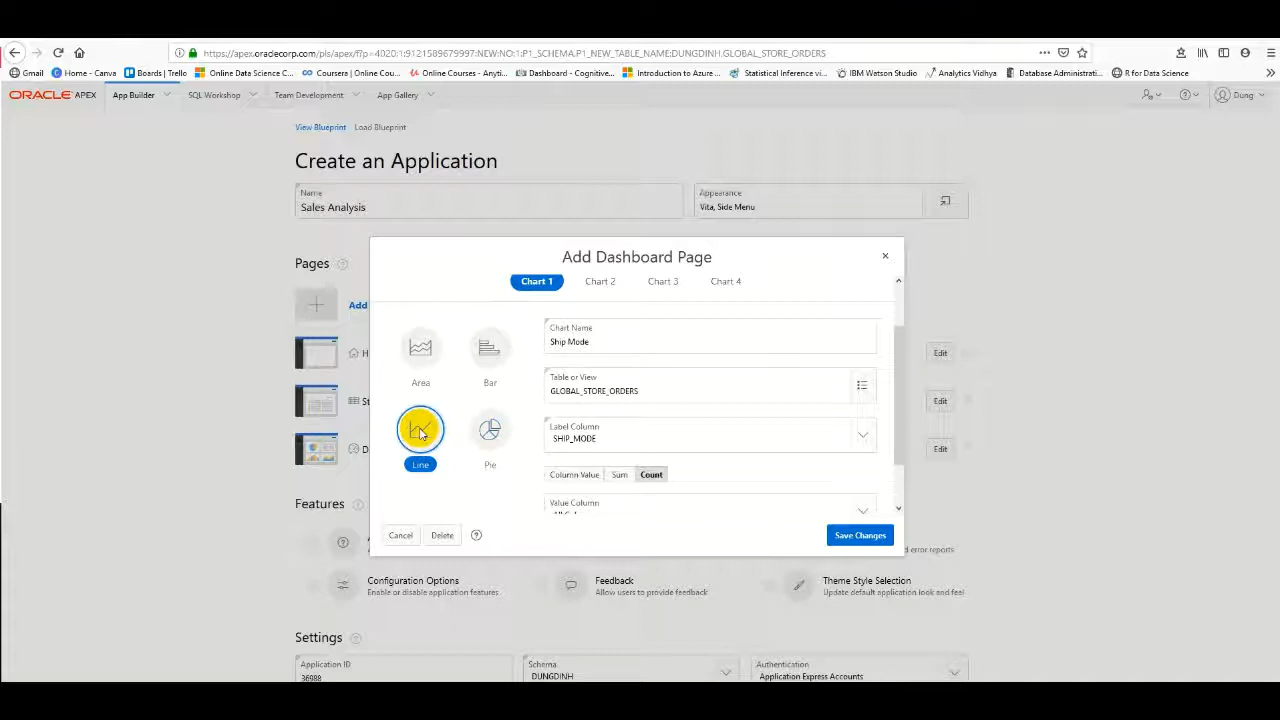 https://apex.oraclecorp.com/pls/apex/f?p=4020:1:9121589679997:NEW:NO:1:P1_SCHEMA,P1_NEW_TABLE_NAME:DUNGDINH,GLOBAL_STORE_ORDERS
Gmail Home - Canva Boards | Trello Online Data Science C... Coursera | Online Cou... Online Courses - Anyti... Dashboard - Cognitive... Introduction to Azure ... Statistical Inference vi... IBM Watson Studio Analytics Vidhya Database Administrati... R for Data Science
ORACLE APEX App Builder SQL Workshop Team Development App Gallery Dung
View Blueprint Load Blueprint
Create an Application
Name
Sales Analysis
Appearance
Vita, Side Menu
Pages
Add
H
St
D
Edit
Edit
Edit
Add Dashboard Page
Chart 1 Chart 2 Chart 3 Chart 4
Area
Bar
Line
Pie
Chart Name
Ship Mode
Table or View
GLOBAL_STORE_ORDERS
Label Column
SHIP_MODE
Column Value Sum Count
Value Column
Cancel Delete Save Changes
Features
d error reports
Configuration Options
Enable or disable application features
Feedback
Allow users to provide feedback
Theme Style Selection
Update default application look and feel
Settings
Application ID
36988
Schema
DUNGDINH
Authentication
Application Express Accounts